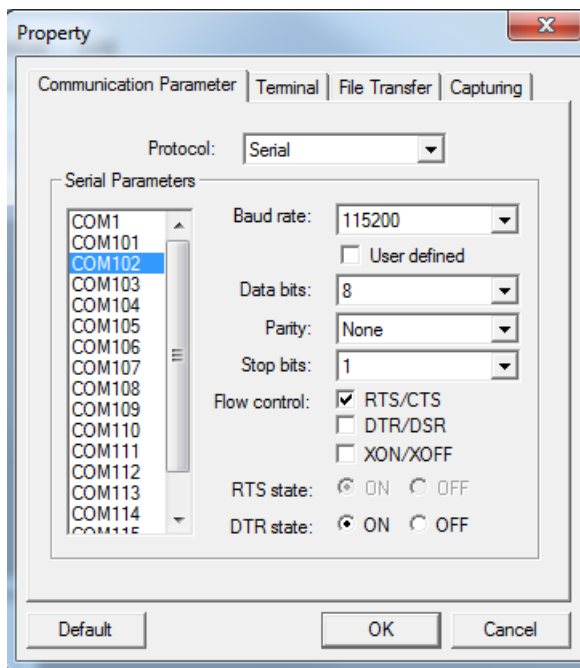 Property
Communication Parameter Terminal File Transfer Capturing
Protocol: Serial
Serial Parameters
COM1
COM101
COM102
COM103
COM104
COM105
COM106
COM107
COM108
COM109
COM110
COM111
COM112
COM113
COM114
COM115
Baud rate: 115200
User defined
Data bits: 8
Parity: None
Stop bits: 1
Flow control: RTS/CTS
DTR/DSR
XON/XOFF
RTS state: ON OFF
DTR state: ON OFF
Default OK Cancel